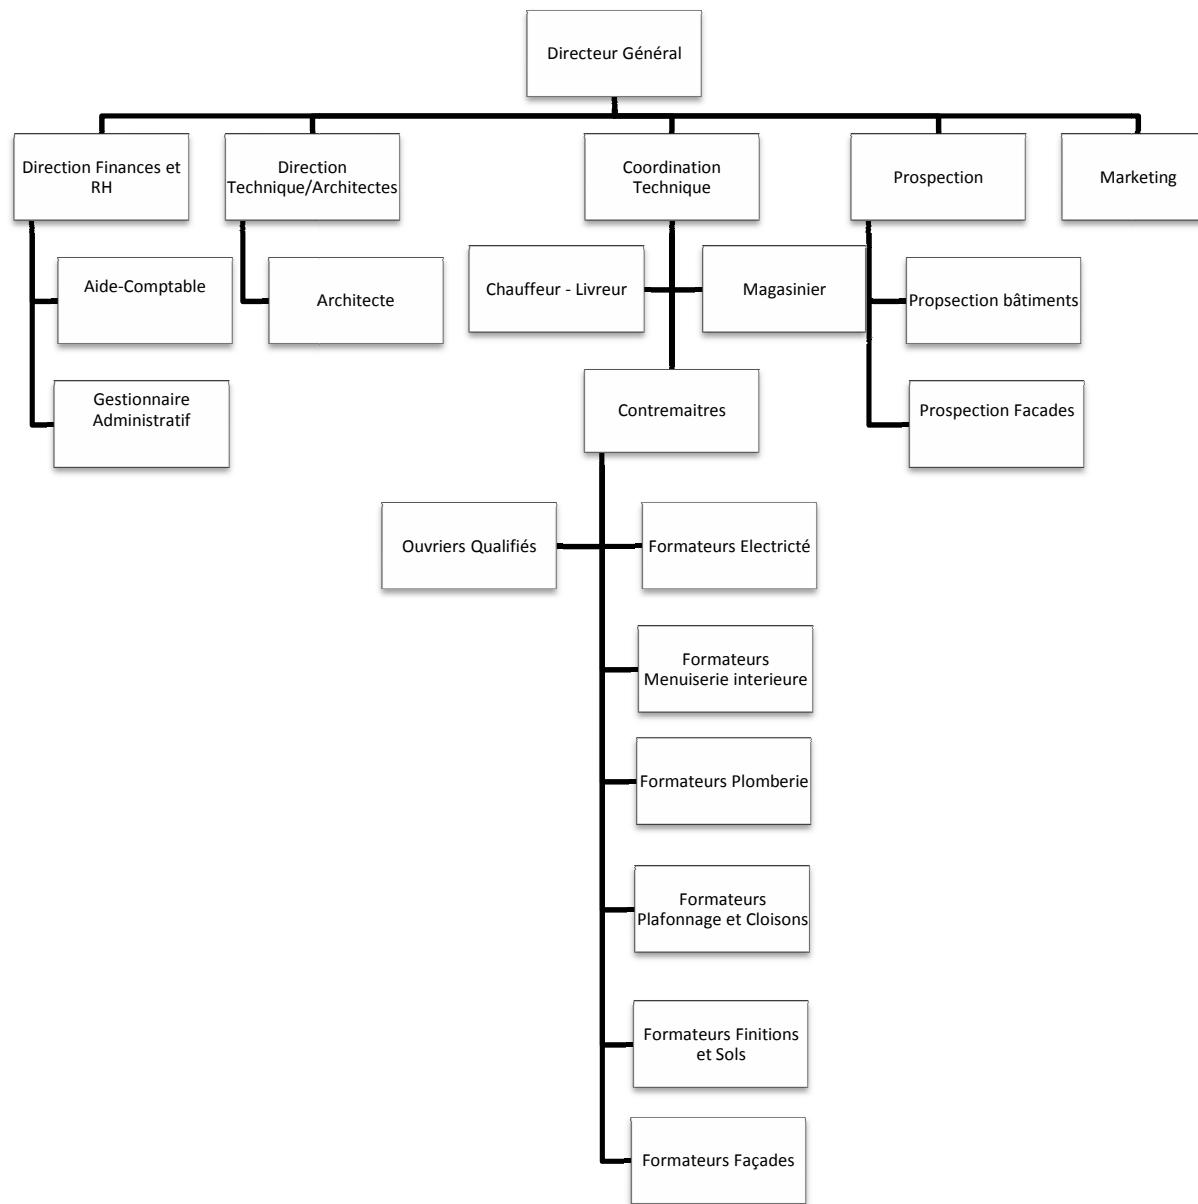 Directeur Général
Direction Finances et
RH
Direction
Technique/Architectes
Coordination
Technique
Prospection
Marketing
Aide-Comptable
Architecte
Chauffeur - Livreur
Magasinier
Propsection bâtiments
Gestionnaire
Administratif
Contremaitres
Prospection Facades
Ouvriers Qualifiés
Formateurs Electricté
Formateurs
Menuiserie interieure
Formateurs Plomberie
Formateurs
Plafonnage et Cloisons
Formateurs Finitions
et Sols
Formateurs Façades